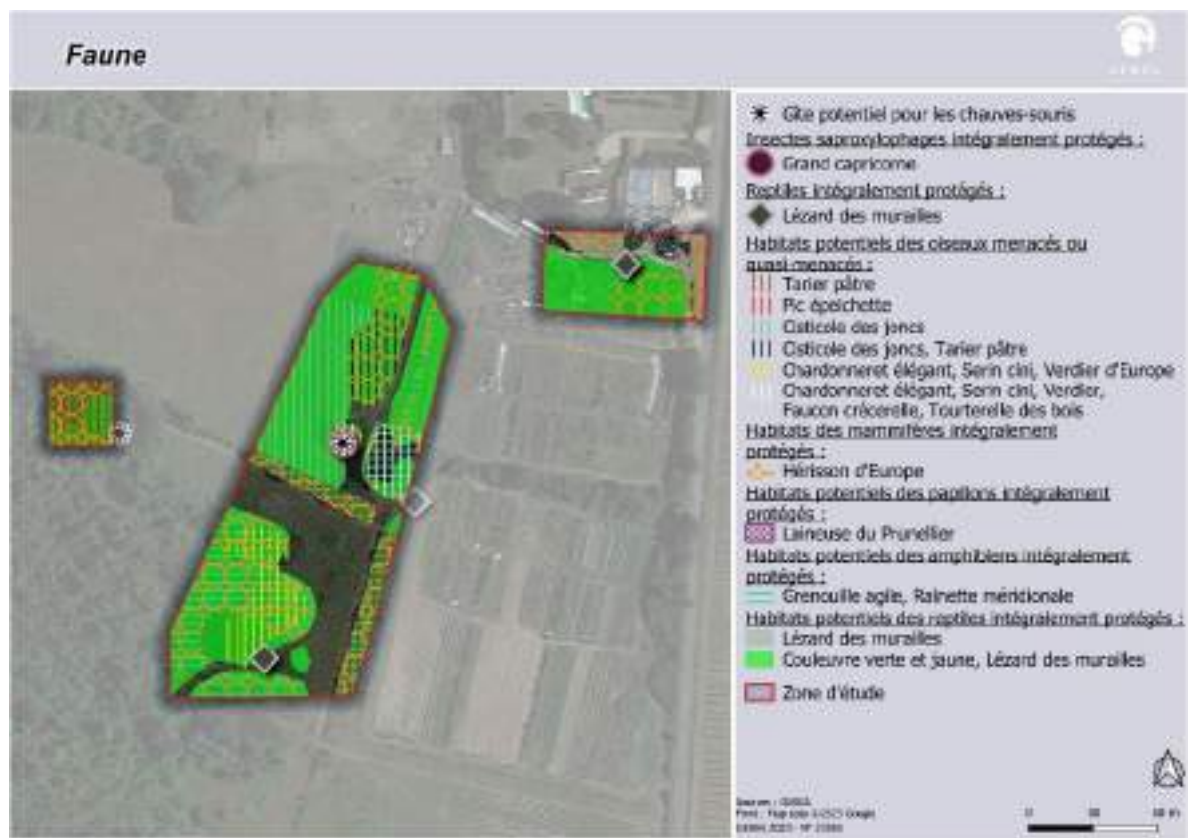 Faune
Gîte potentiel pour les chauves-souris
Insectes saproxylophages intégralement protégés :
Grand capricorne
Reptiles intégralement protégés :
Lézard des murailles
Habitats potentiels des oiseaux menacés ou
quasi-menacés :
Tarier pâtre
Pic épeichette
Cisticole des joncs
Cisticole des joncs, Tarier pâtre
Chardonneret élégant, Serin cini, Verdier d'Europe
Chardonneret élégant, Serin cini, Verdier,
Faucon crécerelle, Tourterelle des bois
Habitats des mammifères intégralement
protégés :
Hérisson d'Europe
Habitats potentiels des papillons intégralement
protégés :
Laineuse du Prunellier
Habitats potentiels des amphibiens intégralement
protégés :
Grenouille agile, Rainette méridionale
Habitats potentiels des reptiles intégralement protégés :
Lézard des murailles
Couleuvre verte et jaune, Lézard des murailles
Zone d'étude